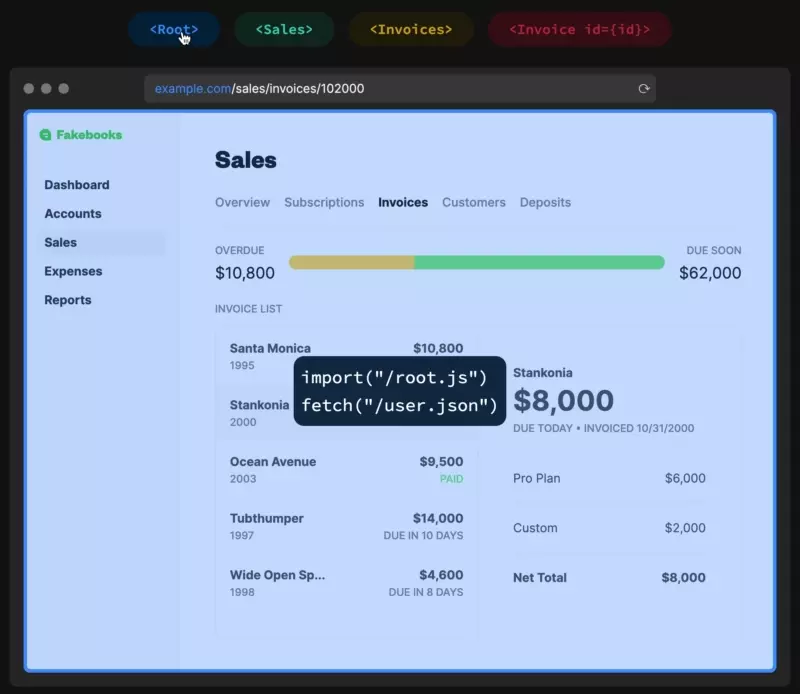 <Root> <Sales> <Invoices> <Invoice id={id}>
example.com/sales/invoices/102000
Fakebooks
Dashboard
Accounts
Sales
Expenses
Reports
Sales
Overview Subscriptions Invoices Customers Deposits
OVERDUE DUE SOON
$10,800 $62,000
INVOICE LIST
Santa Monica $10,800
1995
Stankonia
2000
Ocean Avenue $9,500
2003 PAID
Tubthumper $14,000
1997 DUE IN 10 DAYS
Wide Open Sp... $4,600
1998 DUE IN 8 DAYS
import("/root.js")
fetch("/user.json")
Stankonia
$8,000
DUE TODAY • INVOICED 10/31/2000
Pro Plan $6,000
Custom $2,000
Net Total $8,000